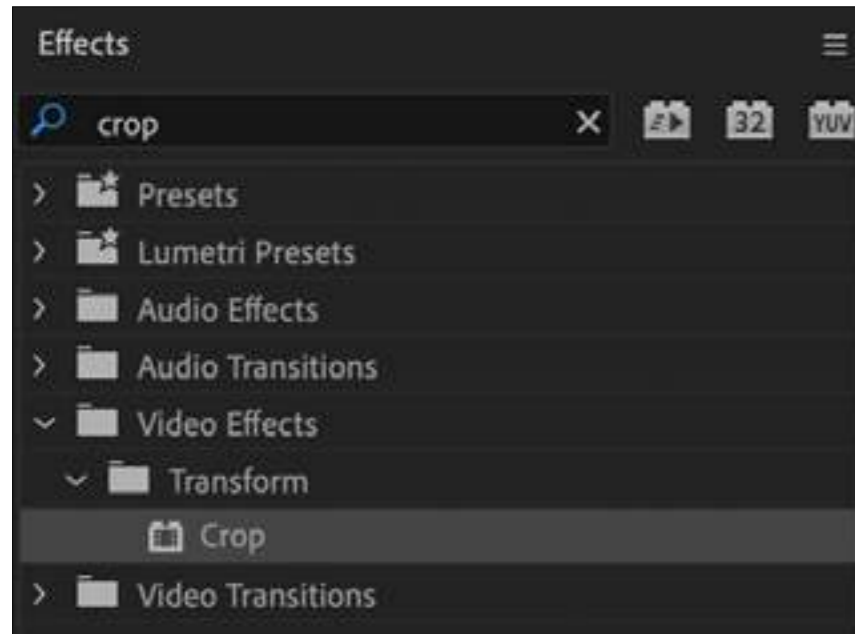 Effects
crop
32
YUV
Presets
Lumetri Presets
Audio Effects
Audio Transitions
Video Effects
Transform
Crop
Video Transitions